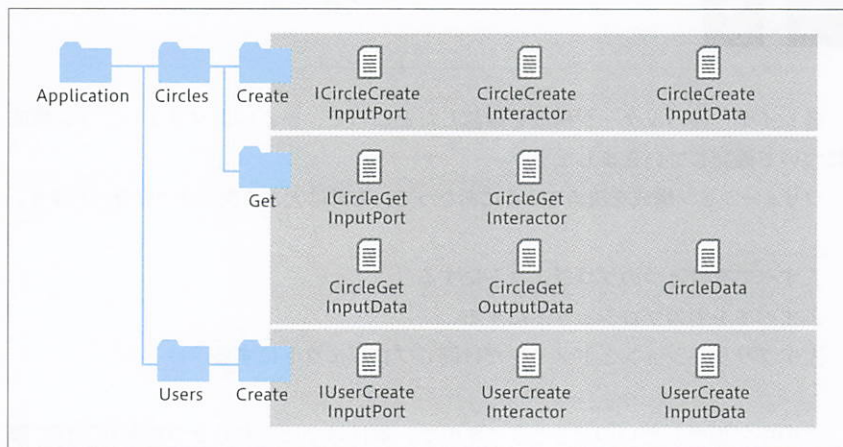 Application
Circles
Create
ICircleCreate
InputPort
CircleCreate
Interactor
CircleCreate
InputData
Get
ICircleGet
InputPort
CircleGet
Interactor
CircleGet
InputData
CircleGet
OutputData
CircleData
Users
Create
IUserCreate
InputPort
UserCreate
Interactor
UserCreate
InputData